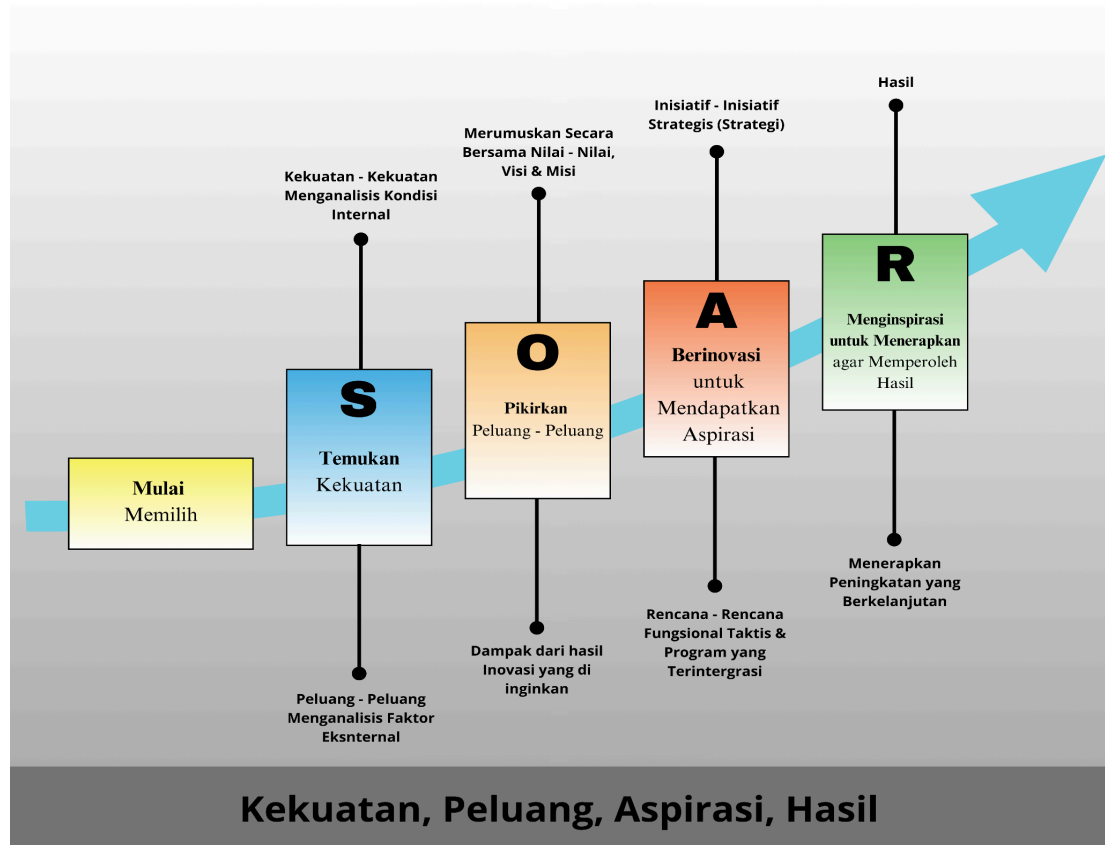 Mulai
Memilih
Kekuatan - Kekuatan
Menganalisis Kondisi
Internal
S
Temukan
Kekuatan
Peluang - Peluang
Menganalisis Faktor
Eksnternal
Merumuskan Secara
Bersama Nilai - Nilai,
Visi & Misi
O
Pikirkan
Peluang - Peluang
Dampak dari hasil
Inovasi yang di
inginkan
Inisiatif - Inisiatif
Strategis (Strategi)
A
Berinovasi
untuk
Mendapatkan
Aspirasi
Rencana - Rencana
Fungsional Taktis &
Program yang
Terintergrasi
Hasil
R
Menginspirasi
untuk Menerapkan
agar Memperoleh
Hasil
Menerapkan
Peningkatan yang
Berkelanjutan
Kekuatan, Peluang, Aspirasi, Hasil